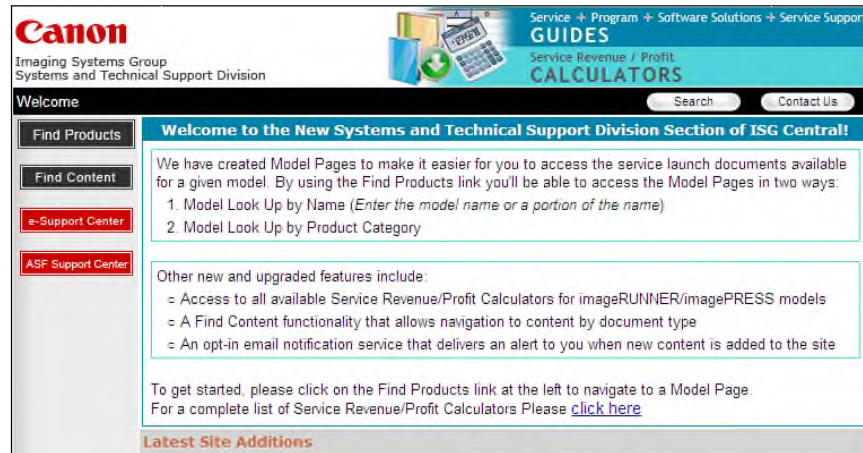 Canon
Imaging Systems Group
Systems and Technical Support Division
Service + Program + Software Solutions + Service Suppor
GUIDES
Service Revenue / Profit
CALCULATORS
Welcome
Search
Contact Us
Find Products
Find Content
e-Support Center
ASF Support Center
Welcome to the New Systems and Technical Support Division Section of ISG Central!
We have created Model Pages to make it easier for you to access the service launch documents available
for a given model. By using the Find Products link you'll be able to access the Model Pages in two ways:
1. Model Look Up by Name (Enter the model name or a portion of the name)
2. Model Look Up by Product Category
Other new and upgraded features include:
Access to all available Service Revenue/Profit Calculators for imageRUNNER/imagePRESS models
A Find Content functionality that allows navigation to content by document type
An opt-in email notification service that delivers an alert to you when new content is added to the site
To get started, please click on the Find Products link at the left to navigate to a Model Page.
For a complete list of Service Revenue/Profit Calculators Please click here
Latest Site Additions